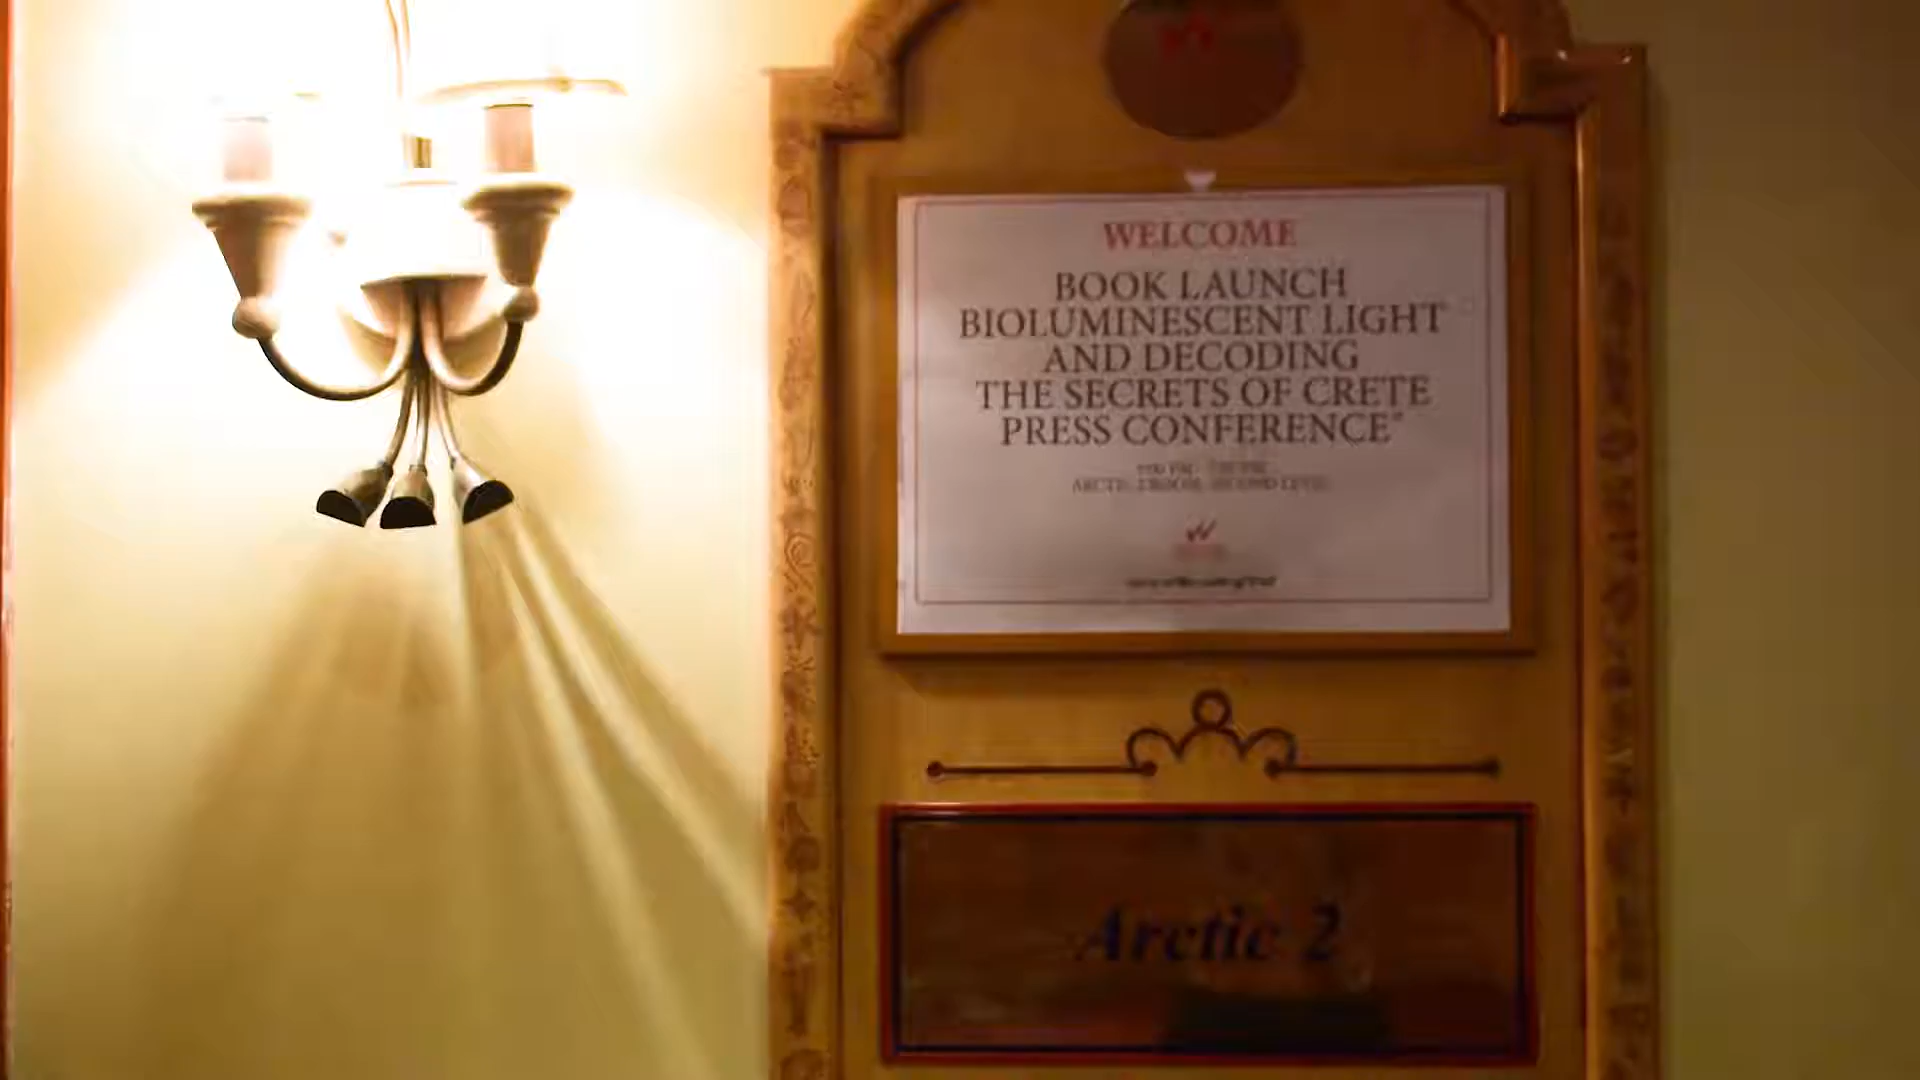 WELCOME
BOOK LAUNCH
BIOLUMINESCENT LIGHT
AND DECODING
THE SECRETS OF CRETE
PRESS CONFERENCE"
Arctic 2